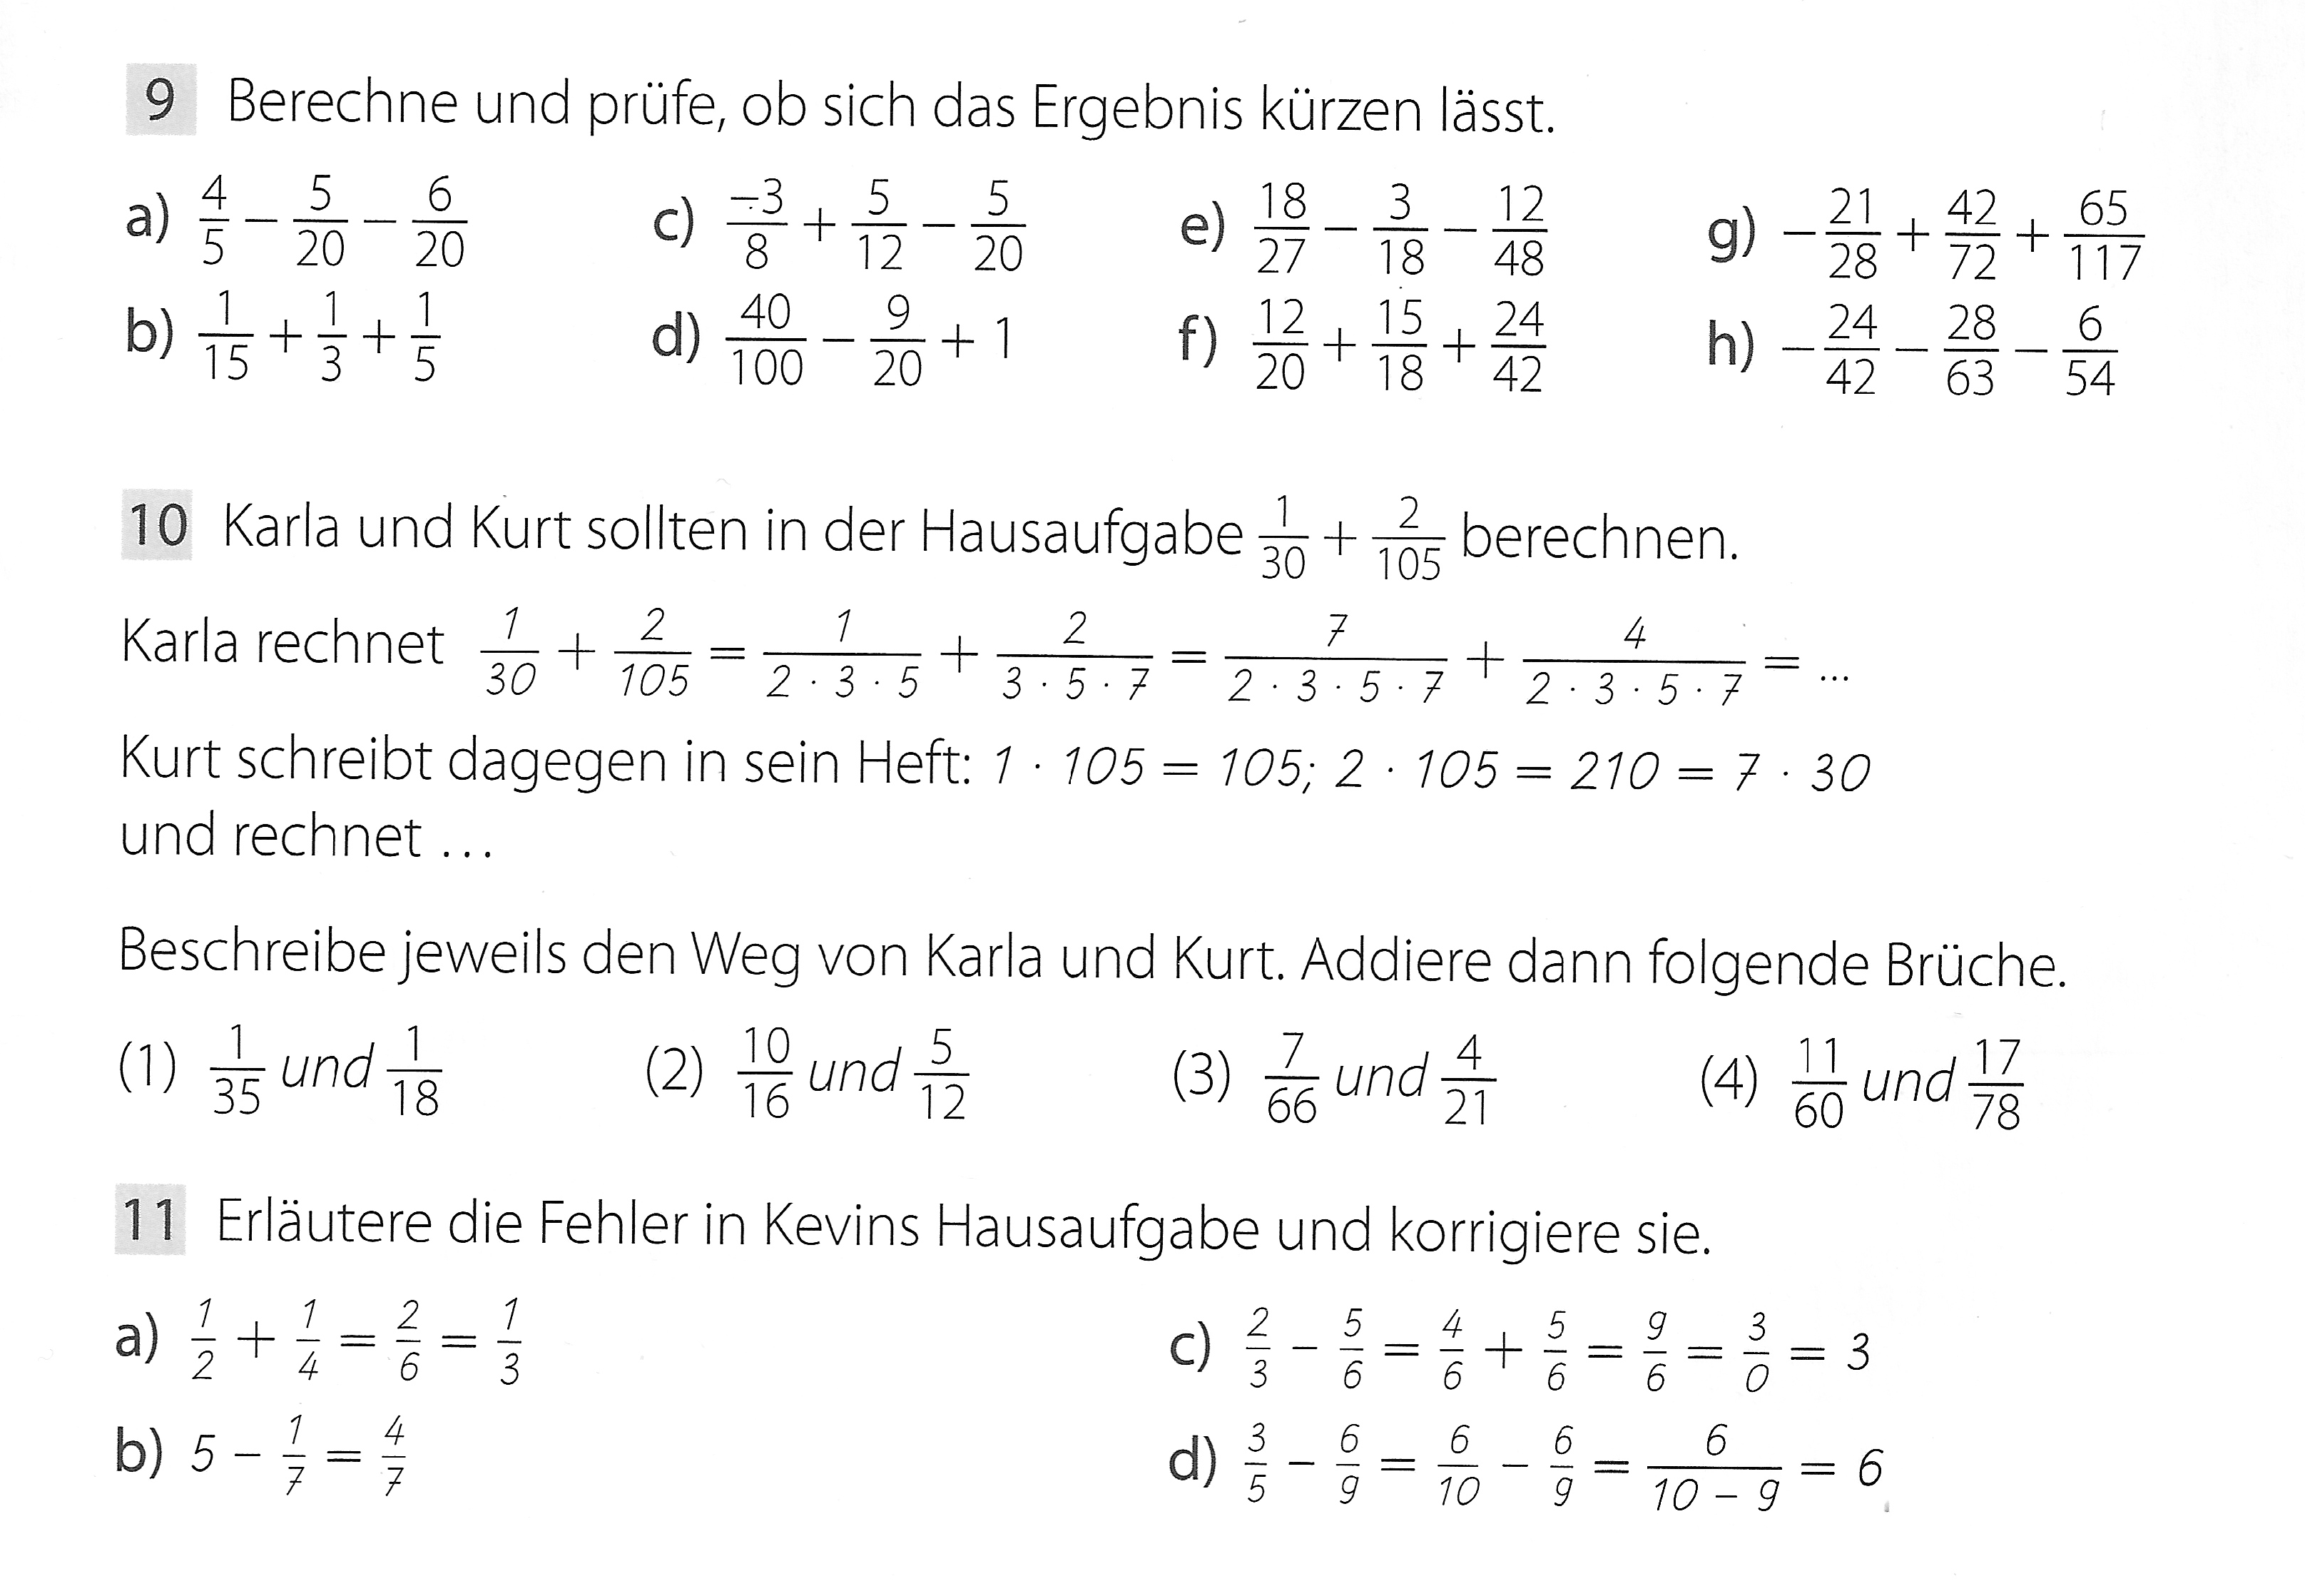 9 Berechne und prüfe, ob sich das Ergebnis kürzen lässt.
a) 4/5 − 5/20 − 6/20 c) −3/8 + 5/12 − 5/20 e) 18/27 − 3/18 − 12/48 g) −21/28 + 42/72 + 65/117
b) 1/15 + 1/3 + 1/5 d) 40/100 − 9/20 + 1 f) 12/20 + 15/18 + 24/42 h) −24/42 − 28/63 − 6/54
10 Karla und Kurt sollten in der Hausaufgabe 1/30 + 2/105 berechnen.
Karla rechnet 1/30 + 2/105 = 1/(2 · 3 · 5) + 2/(3 · 5 · 7) = 7/(2 · 3 · 5 · 7) + 4/(2 · 3 · 5 · 7) = ...
Kurt schreibt dagegen in sein Heft: 1 · 105 = 105; 2 · 105 = 210 = 7 · 30
und rechnet ...
Beschreibe jeweils den Weg von Karla und Kurt. Addiere dann folgende Brüche.
(1) 1/35 und 1/18 (2) 10/16 und 5/12 (3) 7/66 und 4/21 (4) 11/60 und 17/78
11 Erläutere die Fehler in Kevins Hausaufgabe und korrigiere sie.
a) 1/2 + 1/4 = 2/6 = 1/3 c) 2/3 − 5/6 = 4/6 + 5/6 = 9/6 = 3/0 = 3
b) 5 − 1/7 = 4/7 d) 3/5 − 6/9 = 6/10 − 6/9 = 6/(10 − 9) = 6